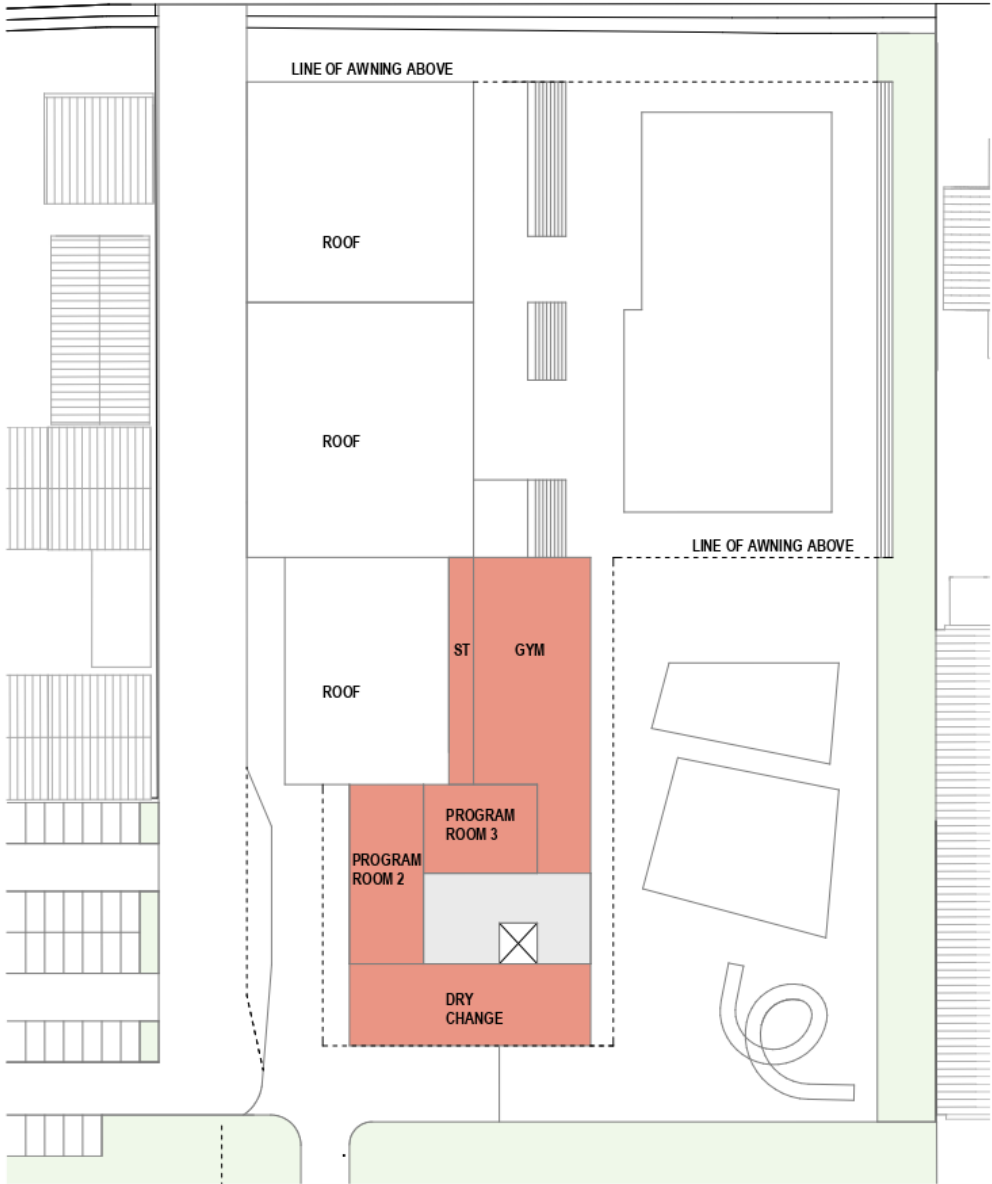 LINE OF AWNING ABOVE
ROOF
ROOF
LINE OF AWNING ABOVE
ST
GYM
ROOF
PROGRAM
ROOM 3
PROGRAM
ROOM 2
DRY
CHANGE